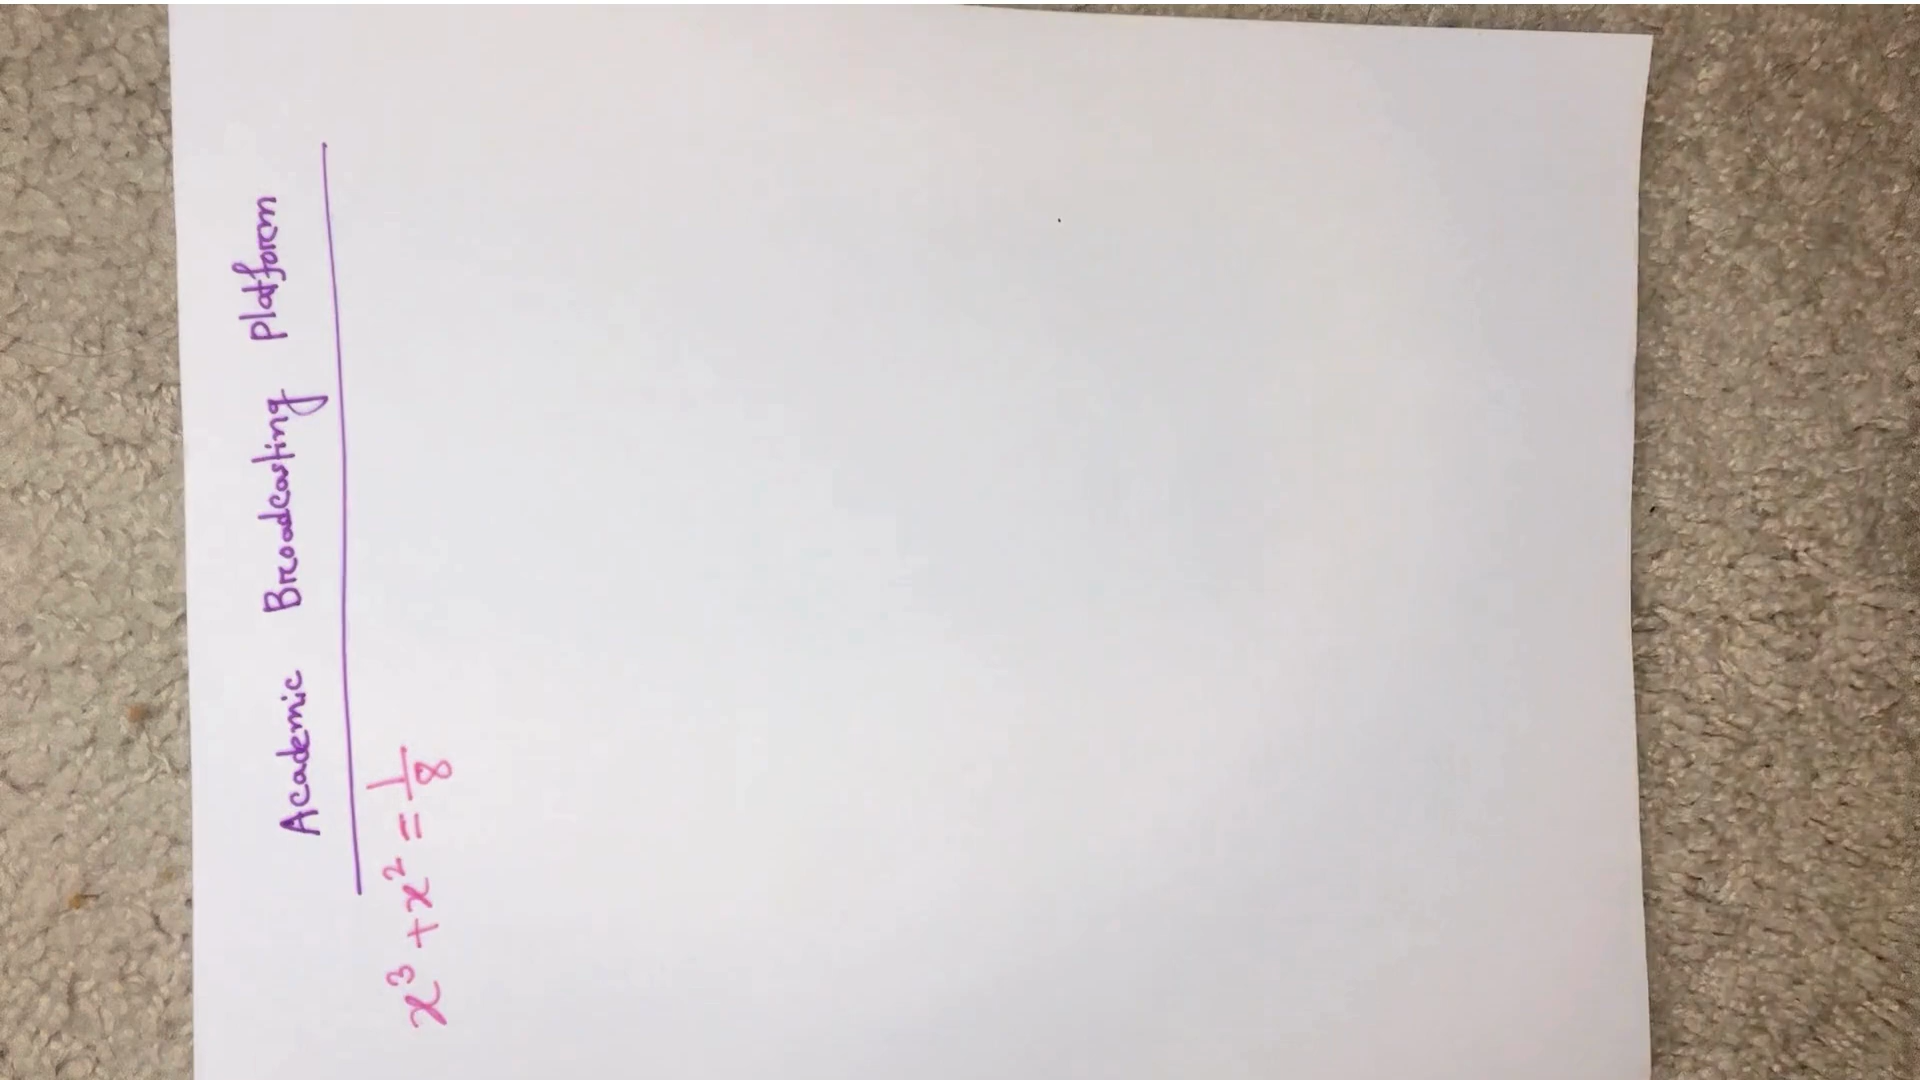 Academic Broadcasting Platform
x³ + x² = 1/8